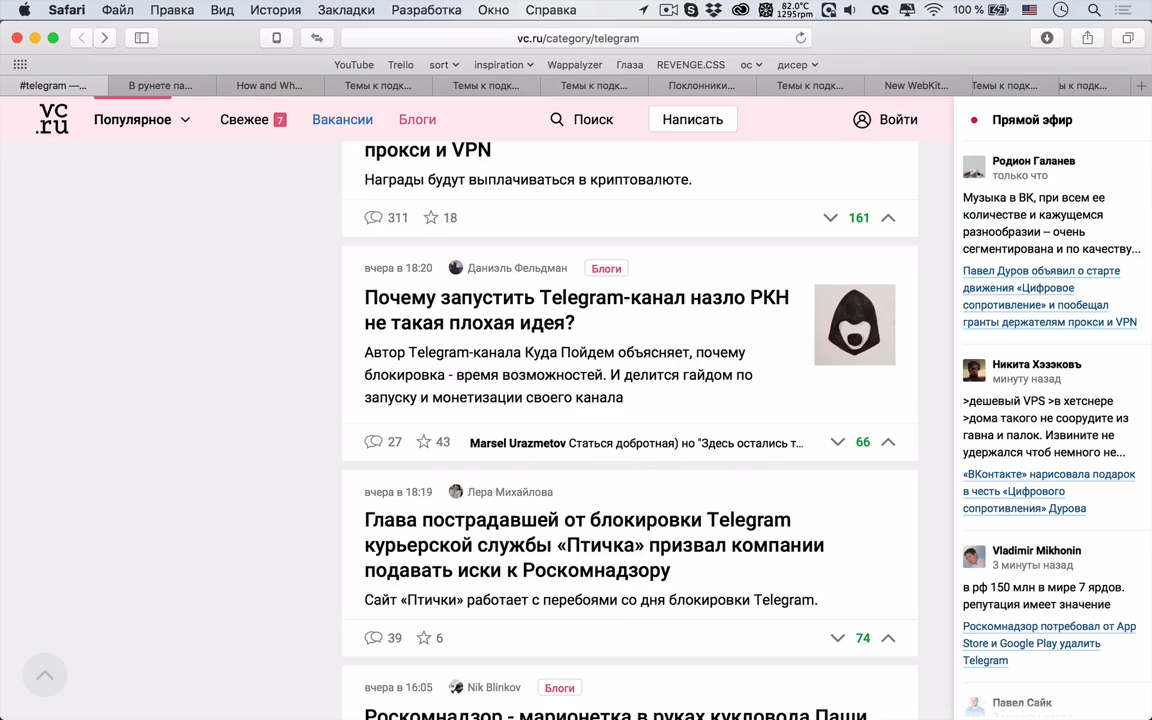 Safari Файл Правка Вид История Закладки Разработка Окно Справка 82.0°C 1295rpm 100 %
vc.ru/category/telegram
YouTube Trello sort inspiration Wappalyzer Глаза REVENGE.CSS ос дисер
#telegram —... В рунете па... How and Wh... Темы к подк... Темы к подк... Темы к подк... Поклонники... Темы к подк... New WebKit... Темы к подк... ы к подк...
vc.ru Популярное Свежее 7 Вакансии Блоги Поиск Написать Войти
прокси и VPN
Награды будут выплачиваться в криптовалюте.
311 18 161
вчера в 18:20 Даниэль Фельдман Блоги
Почему запустить Telegram-канал назло РКН
не такая плохая идея?
Автор Telegram-канала Куда Пойдем объясняет, почему
блокировка - время возможностей. И делится гайдом по
запуску и монетизации своего канала
27 43 Marsel Urazmetov Статься добротная) но "Здесь остались т... 66
вчера в 18:19 Лера Михайлова
Глава пострадавшей от блокировки Telegram
курьерской службы «Птичка» призвал компании
подавать иски к Роскомнадзору
Сайт «Птички» работает с перебоями со дня блокировки Telegram.
39 6 74
вчера в 16:05 Nik Blinkov Блоги
Роскомнадзор - марионетка в руках кукловода Паши
Прямой эфир
Родион Галанев
только что
Музыка в ВК, при всем ее
количестве и кажущемся
разнообразии -- очень
сегментирована и по качеству...
Павел Дуров объявил о старте
движения «Цифровое
сопротивление» и пообещал
гранты держателям прокси и VPN
Никита Хэзэковъ
минуту назад
>дешевый VPS >в хетснере
>дома такого не соорудите из
гавна и палок. Извините не
удержался чтоб немного не...
«ВКонтакте» нарисовала подарок
в честь «Цифрового
сопротивления» Дурова
Vladimir Mikhonin
3 минуты назад
в рф 150 млн в мире 7 ярдов.
репутация имеет значение
Роскомнадзор потребовал от App
Store и Google Play удалить
Telegram
Павел Сайк